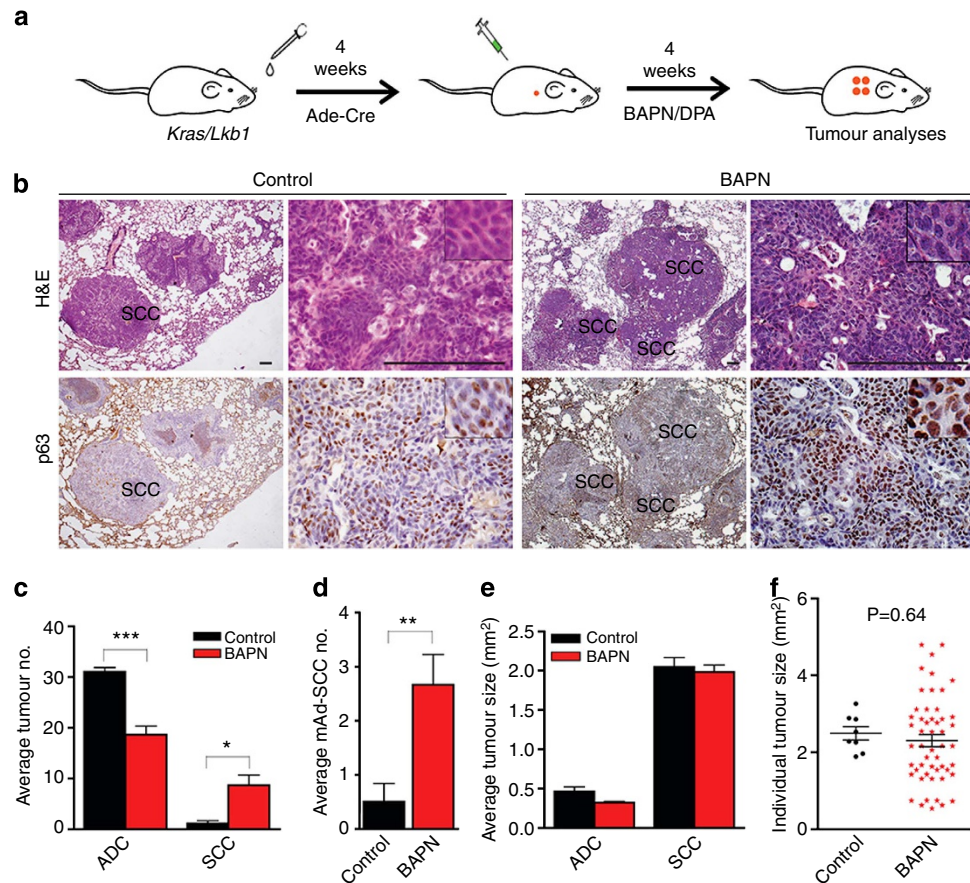 a
4 weeks
Ade-Cre
4 weeks
BAPN/DPA
Kras/Lkb1
Tumour analyses
b
Control
BAPN
H&E
SCC
SCC
SCC
SCC
p63
SCC
SCC
SCC
SCC
c
Average tumour no.
40
30
20
10
0
***
*
Control
BAPN
ADC
SCC
d
Average mAd-SCC no.
4
3
2
1
0
**
Control
BAPN
e
Average tumour size (mm²)
2.5
2.0
1.5
1.0
0.5
0.0
Control
BAPN
ADC
SCC
f
Individual tumour size (mm²)
6
4
2
0
P=0.64
Control
BAPN